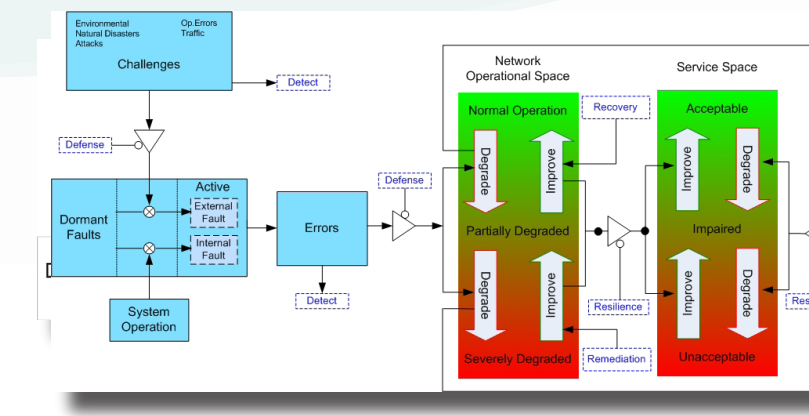 Environmental
Natural Disasters
Attacks
Op.Errors
Traffic
Challenges
Detect
Defense
Dormant
Faults
Active
External
Fault
Internal
Fault
System
Operation
Errors
Detect
Defense
Network
Operational Space
Normal Operation
Degrade
Improve
Recovery
Partially Degraded
Degrade
Improve
Severely Degraded
Resilience
Remediation
Service Space
Acceptable
Improve
Degrade
Impaired
Improve
Degrade
Unacceptable
Res